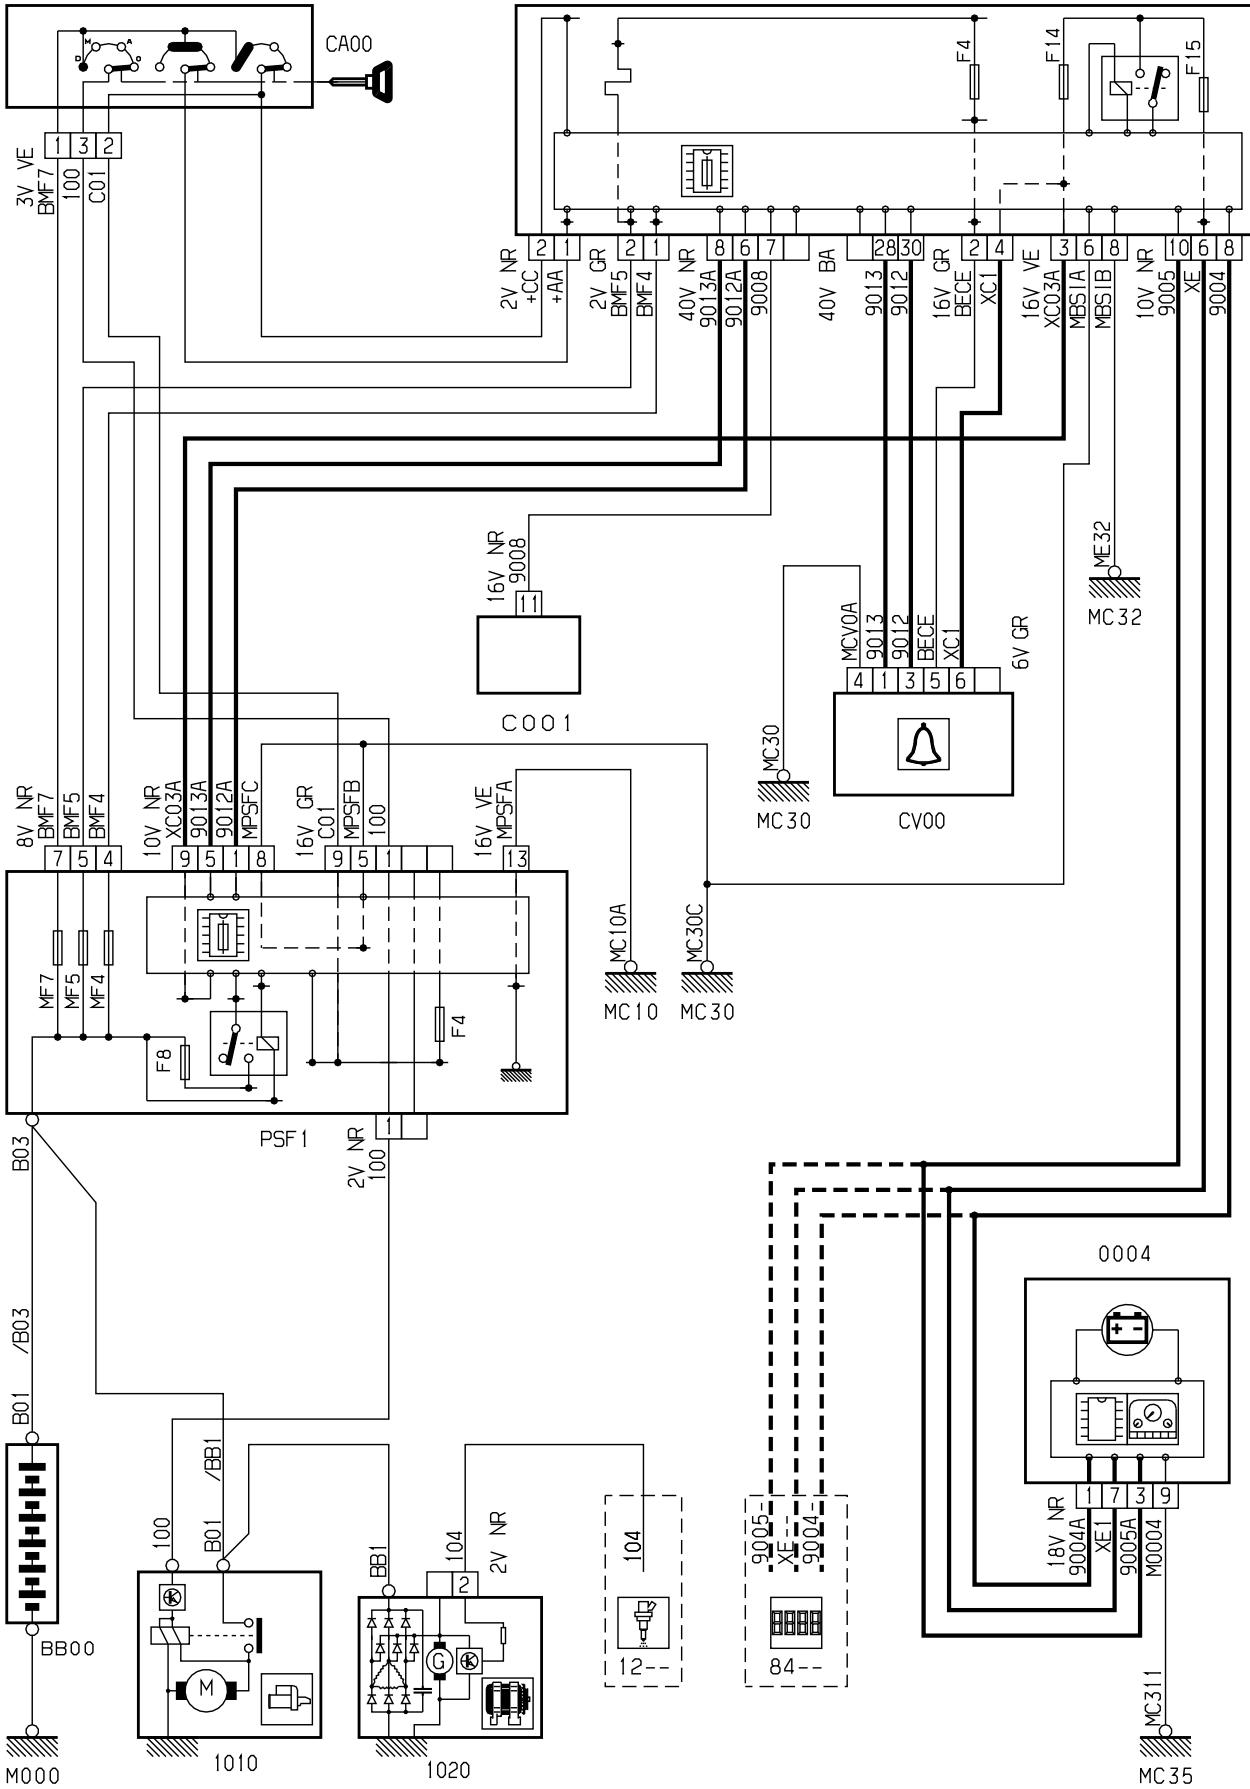 CA00
M A
D O
1 3 2
3V VE
BMF7
100
C01
F4
F14
F15
2 1
2 1
8 6 7
28 30
2 4
3 6 8
10 6 8
2V NR
+CC
+AA
2V GR
BMF5
BMF4
40V NR
9013A
9012A
9008
40V BA
9013
9012
16V GR
BECE
XC1
16V VE
XC03A
MBSIA
MBSIB
10V NR
9005
XE
9004
16V NR
9008
11
C001
ME32
MC32
MCV0A
9013
9012
BECE
XC1
6V GR
4 1 3 5 6
CV00
MC30
MC30
8V NR
BMF7
BMF5
BMF4
10V NR
XC03A
9013A
9012A
MPSFC
16V GR
C01
MPSFB
100
16V VE
MPSFA
7 5 4
9 5 1 8
9 5 1
13
MF7
MF5
MF4
F8
F4
MC10A
MC10
MC30C
MC30
PSF1
1
2V NR
100
B03
/B03
B01
BB00
M000
100
B01
/BB1
M
1010
BB1
104
2V NR
2
G
1020
104
12--
9005-
XE--
9004-
84--
0004
+ -
1 7 3 9
18V NR
9004A
XE1
9005A
M0004
MC311
MC35